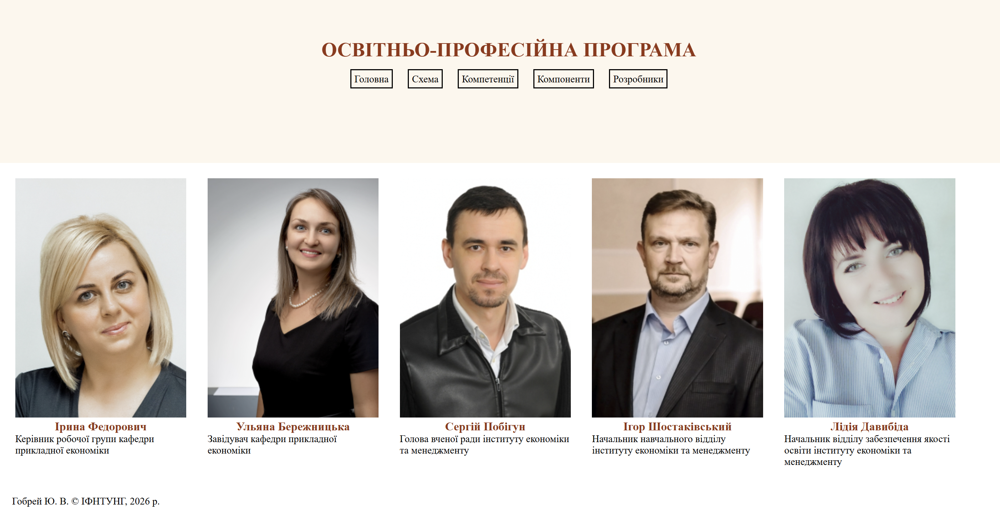 ОСВІТНЬО-ПРОФЕСІЙНА ПРОГРАМА
Головна
Схема
Компетенції
Компоненти
Розробники
Ірина Федорович
Керівник робочої групи кафедри
прикладної економіки
Ульяна Бережницька
Завідувач кафедри прикладної
економіки
Сергій Побігун
Голова вченої ради інституту економіки
та менеджменту
Ігор Шостаківський
Начальник навчального відділу
інституту економіки та менеджменту
Лідія Давибіда
Начальник відділу забезпечення якості
освіти інституту економіки та
менеджменту
Гобрей Ю. В. © ІФНТУНГ, 2026 р.